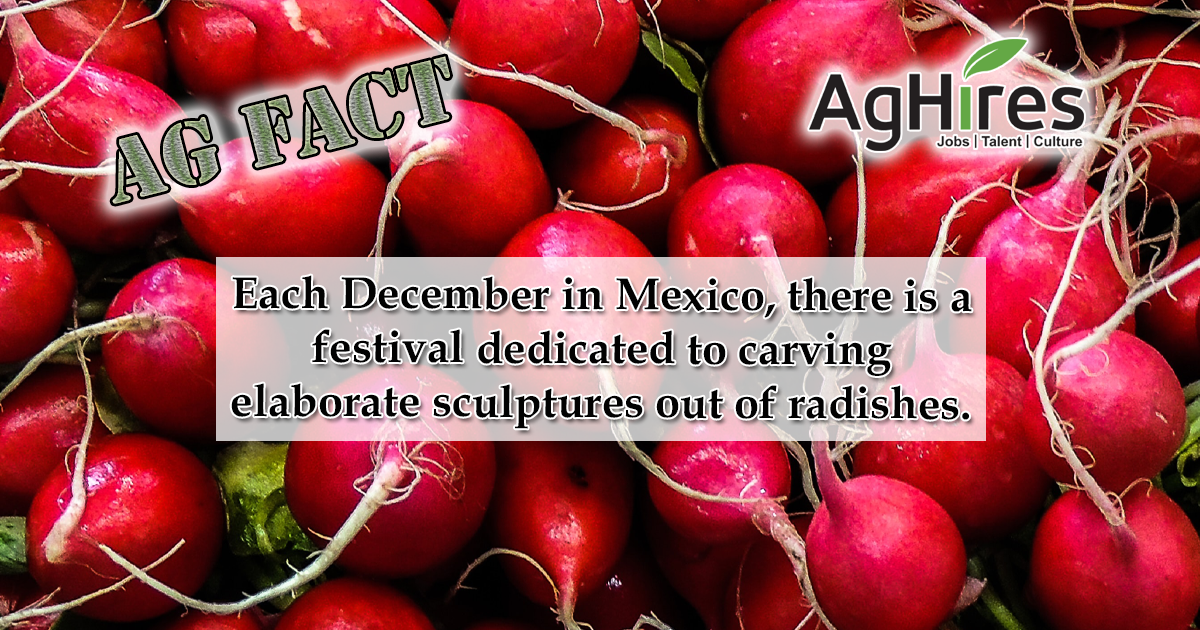 AG FACT
AgHires
Jobs | Talent | Culture
Each December in Mexico, there is a
festival dedicated to carving
elaborate sculptures out of radishes.